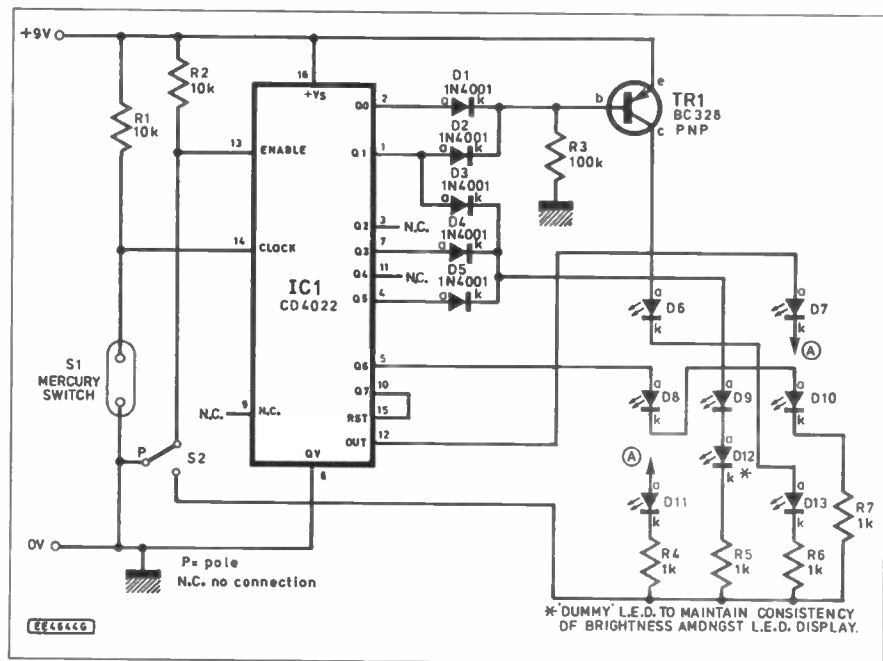 +9V
R1
10k
R2
10k
16
+Vs
13
ENABLE
14
CLOCK
IC1
CD4022
9
N.C.
N.C.
0V
6
Q0
2
Q1
1
Q2
3
N.C.
Q3
7
Q4
11
N.C.
Q5
4
Q6
5
Q7
10
RST
15
OUT
12
D1
1N4001
a
k
D2
1N4001
a
k
D3
1N4001
a
k
D4
1N4001
a
k
D5
1N4001
a
k
R3
100k
b
e
c
TR1
BC328
PNP
a
D6
k
a
D7
k
A
a
D8
k
a
D9
k
a
D10
k
A
a
D11
k
a
D12
k
*
a
D13
k
R4
1k
R5
1k
R6
1k
R7
1k
S1
MERCURY
SWITCH
P
S2
0V
P= pole
N.C. no connection
EE4644G
*'DUMMY' L.E.D. TO MAINTAIN CONSISTENCY
OF BRIGHTNESS AMONGST L.E.D. DISPLAY.